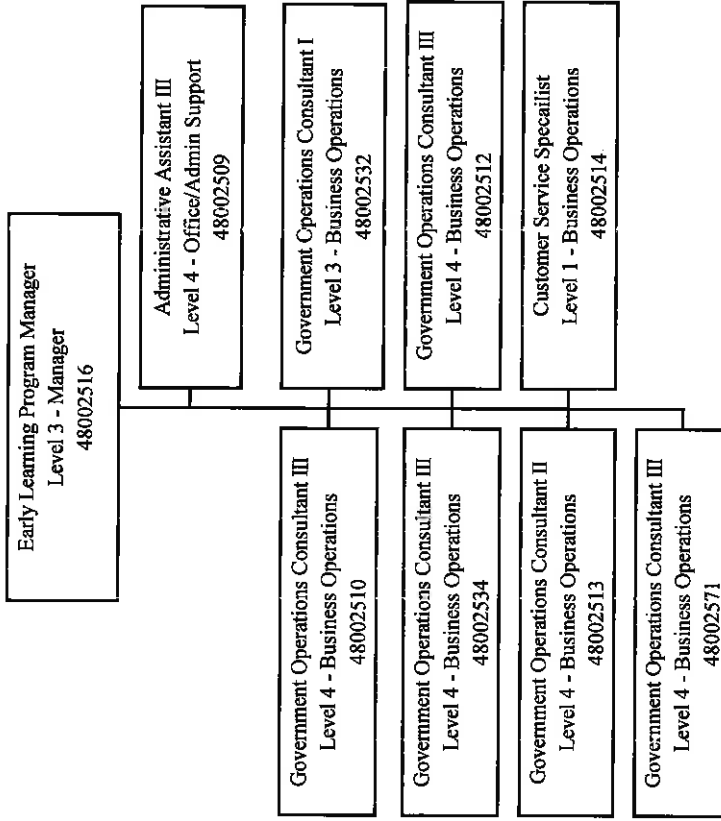 Early Learning Program Manager
Level 3 - Manager
48002516
Administrative Assistant III
Level 4 - Office/Admin Support
48002509
Government Operations Consultant III
Level 4 - Business Operations
48002510
Government Cperations Consultant I
Level 3 - Business Operations
48002532
Government Operations Consultant III
Level 4 - Business Operations
48002534
Government Operations Consultant III
Level 4 - Business Operations
48002512
Government Operations Consultant II
Level 4 - Business Operations
48002513
Customer Service Specailist
Level 1 - Business Operations
48002514
Government Operations Consultant III
Level 4 - Business Operations
48002571